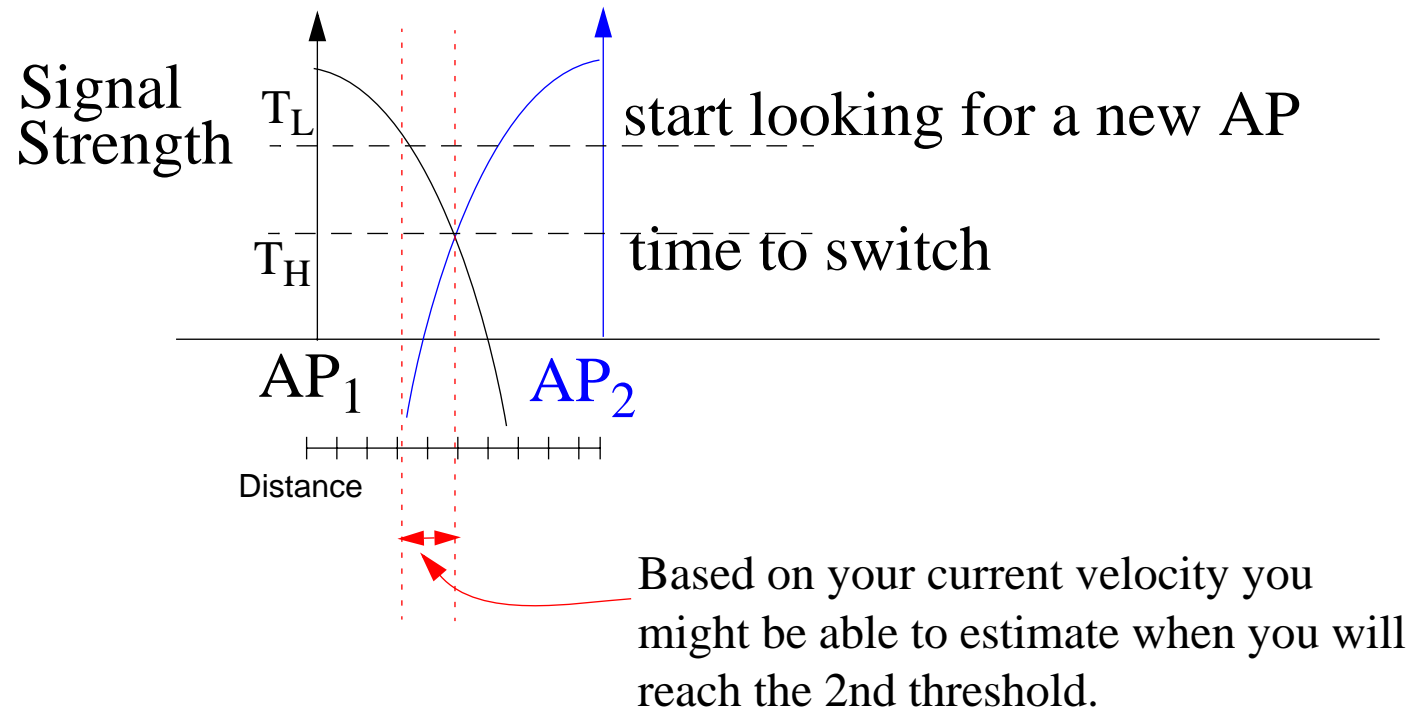 Signal
Strength
T_L
start looking for a new AP
T_H
time to switch
AP_1
AP_2
Distance
Based on your current velocity you
might be able to estimate when you will
reach the 2nd threshold.